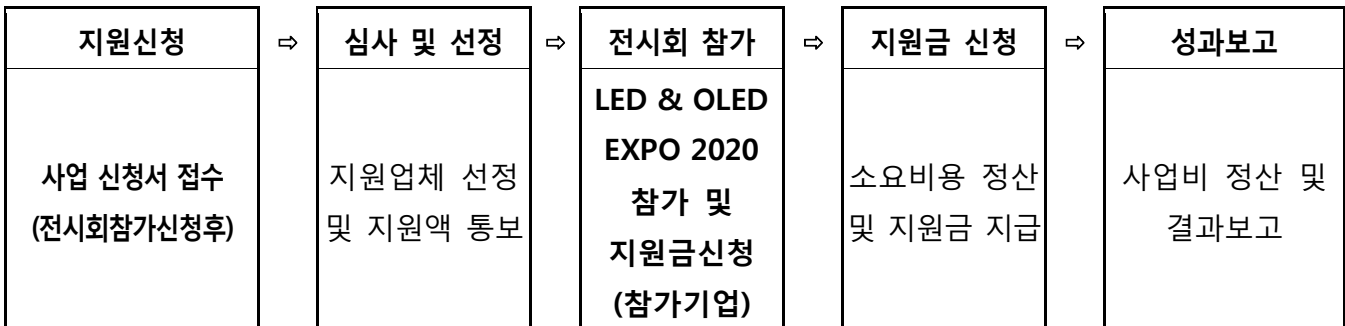 지원신청 ⇨ 심사 및 선정 ⇨ 전시회 참가 ⇨ 지원금 신청 ⇨ 성과보고
사업 신청서 접수
(전시회참가신청후)
지원업체 선정
및 지원액 통보
LED & OLED
EXPO 2020
참가 및
지원금신청
(참가기업)
소요비용 정산
및 지원금 지급
사업비 정산 및
결과보고